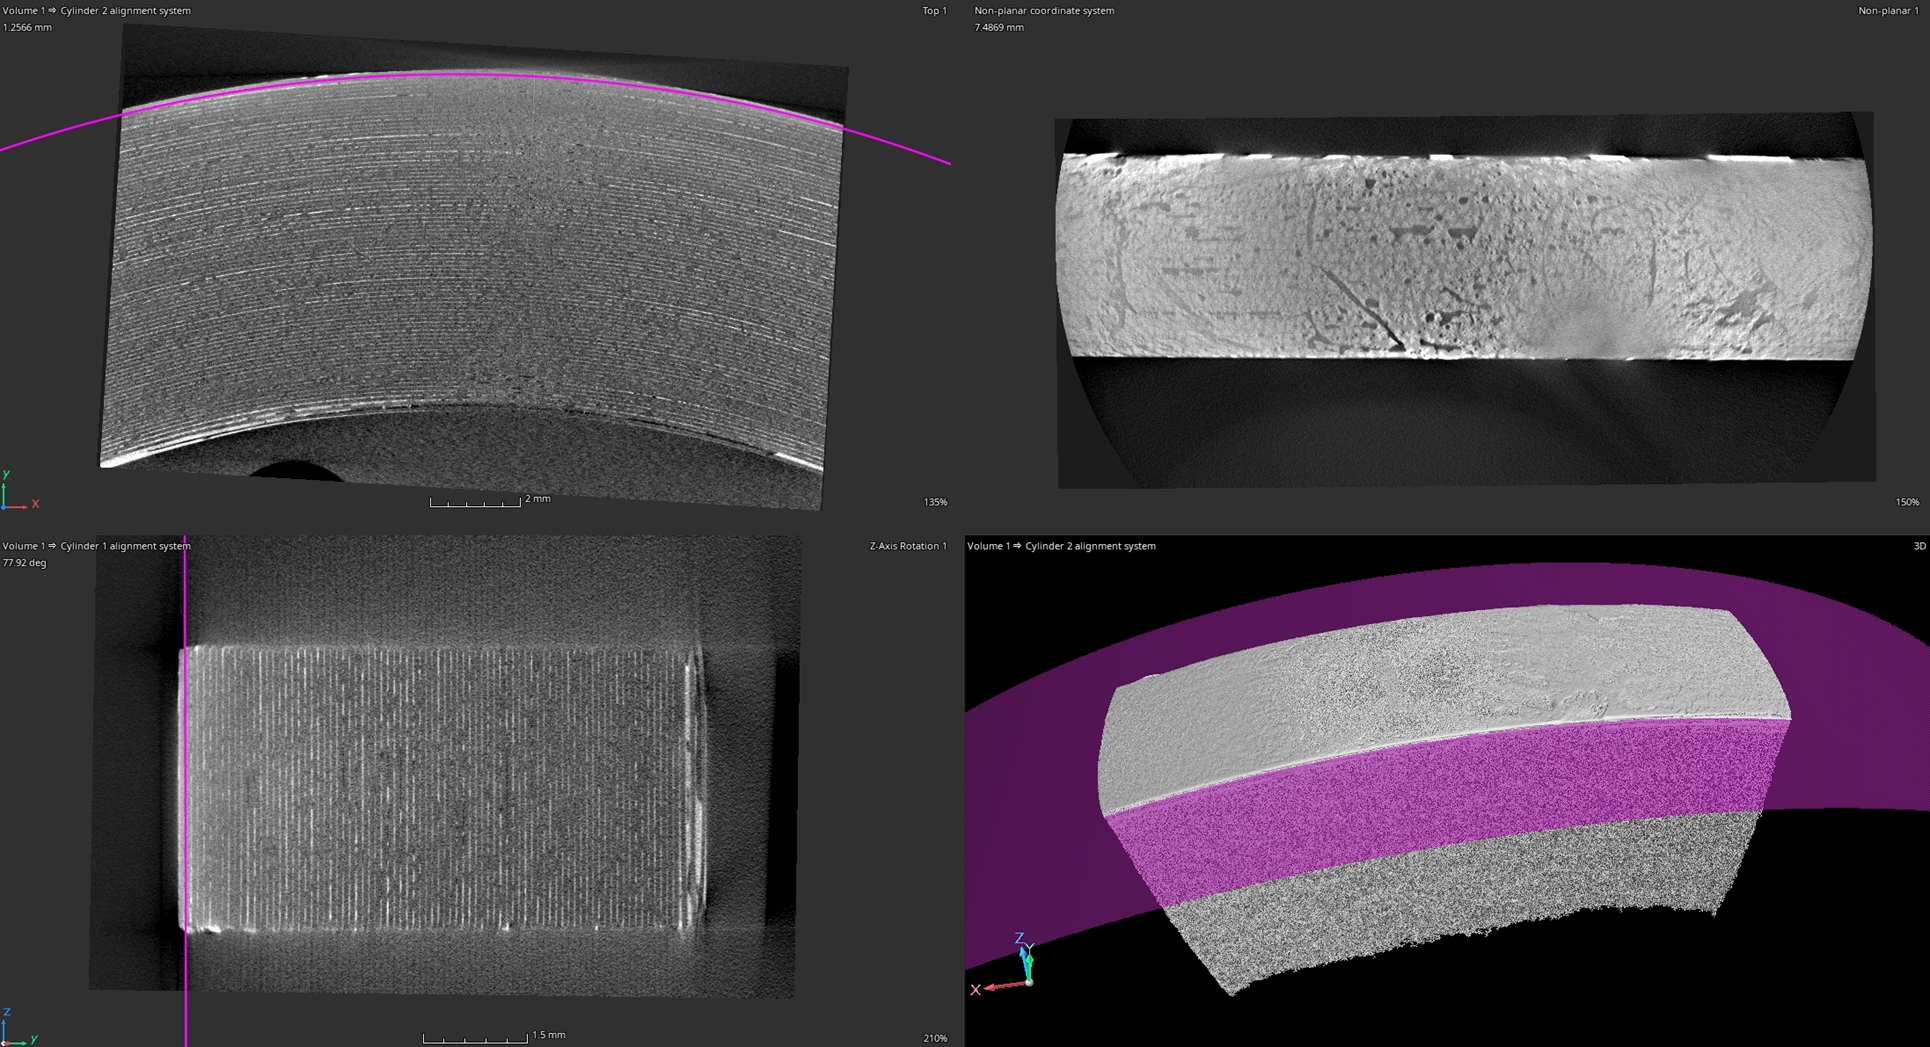 Volume 1 ⇒ Cylinder 2 alignment system
Top 1
1.2566 mm
y
X
2 mm
135%
Non-planar coordinate system
Non-planar 1
7.4869 mm
150%
Volume 1 ⇒ Cylinder 1 alignment system
Z-Axis Rotation 1
77.92 deg
z
y
1.5 mm
210%
Volume 1 ⇒ Cylinder 2 alignment system
3D
Z
Y
X